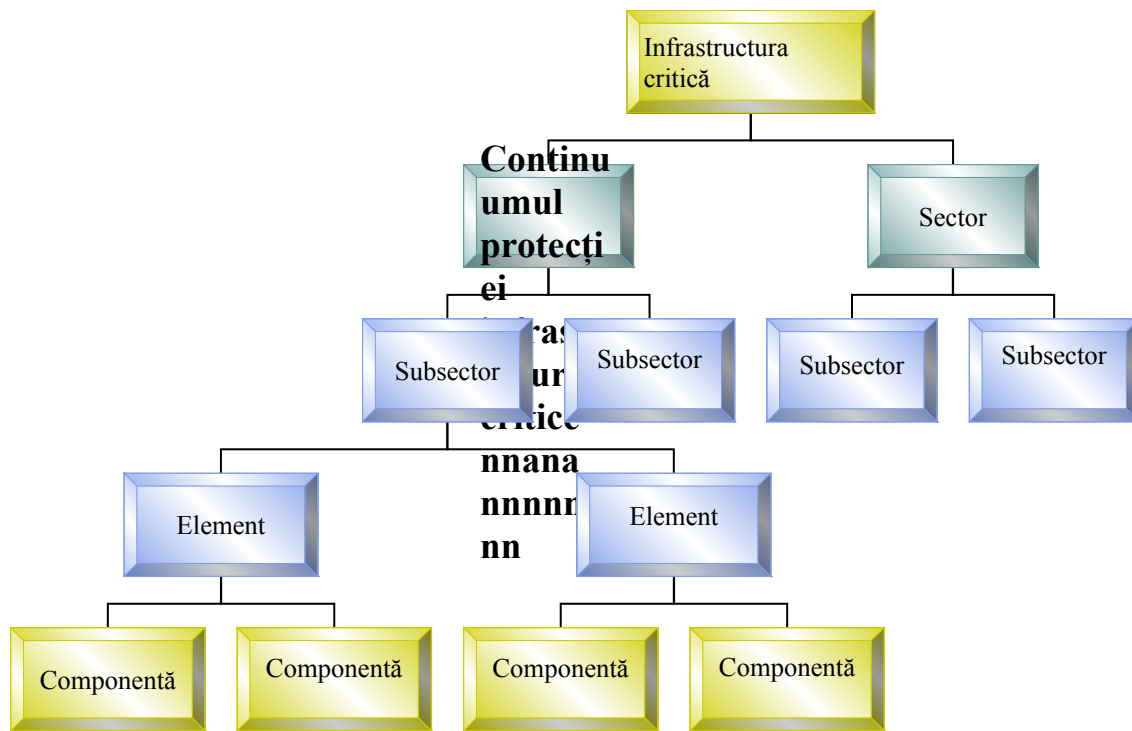 Infrastructura
critică
Continu
umul
protecți
ei
Sector
Subsector
Subsector
Subsector
Subsector
critice
nnana
nn
Element
Element
Componentă
Componentă
Componentă
Componentă